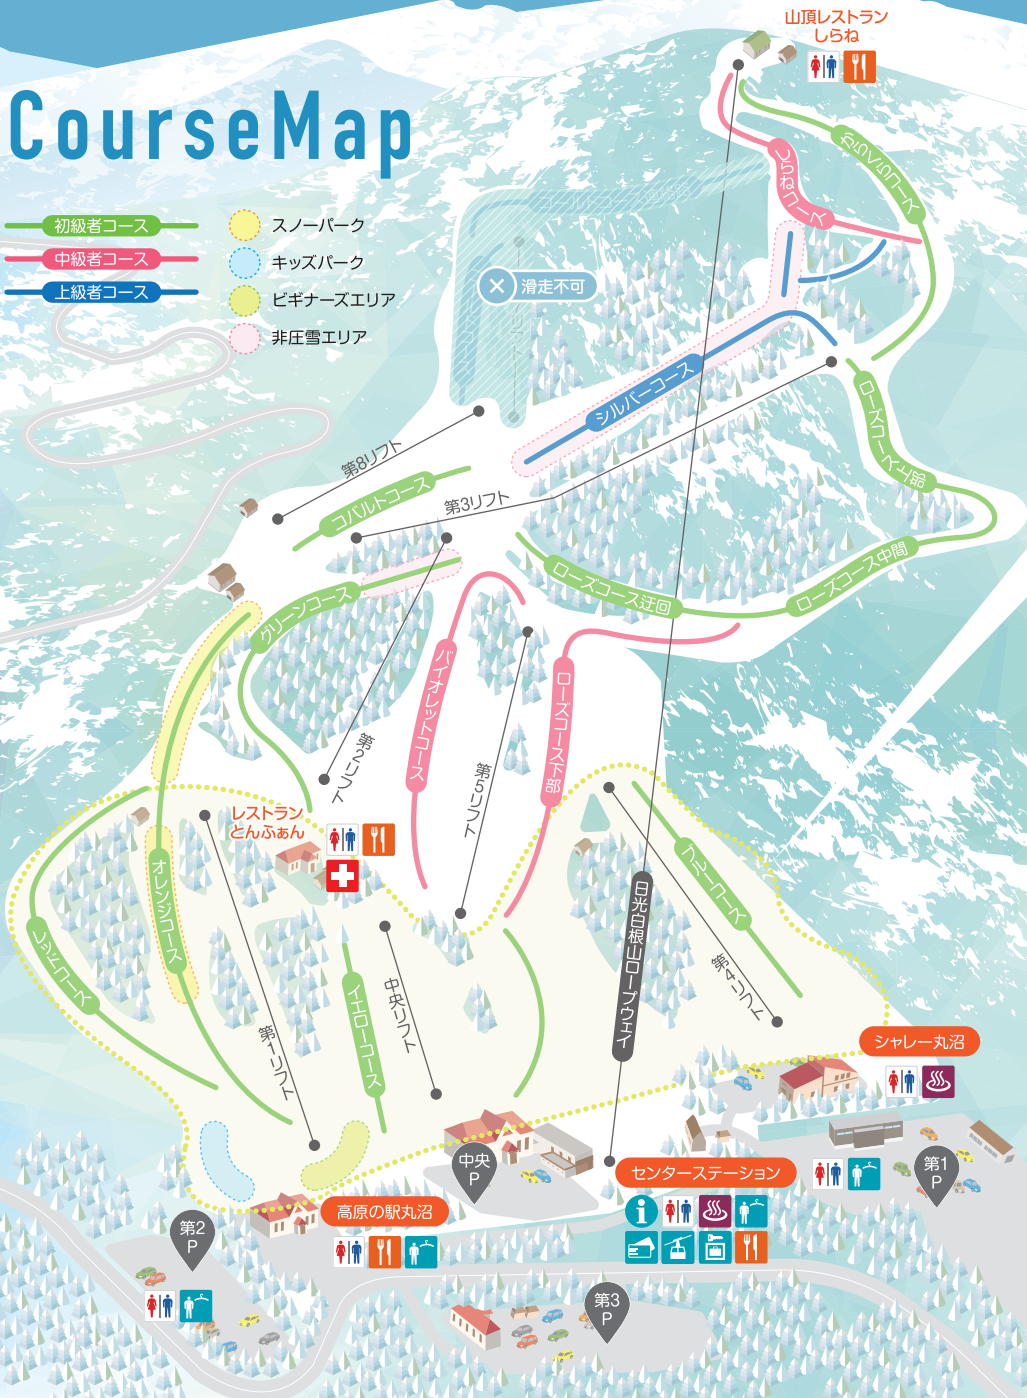 山頂レストラン
しらね
CourseMap
からくらコース
しらねコース
初級者コース
スノーパーク
中級者コース
キッズパーク
上級者コース
ビギナーズエリア
非圧雪エリア
滑走不可
シルバーコース
ローズコース上部
第8リフト
コバルトコース
第3リフト
ローズコース中間
ローズコース迂回
グリーンコース
バイオレットコース
ローズコース下部
第2リフト
第5リフト
レストラン
とんふぁん
ブルーコース
オレンジコース
レッドコース
日光白根山ロープウェイ
第4リフト
中央リフト
イエローコース
第1リフト
シャレー丸沼
中央
P
センターステーション
第1
P
高原の駅丸沼
第2
P
第3
P